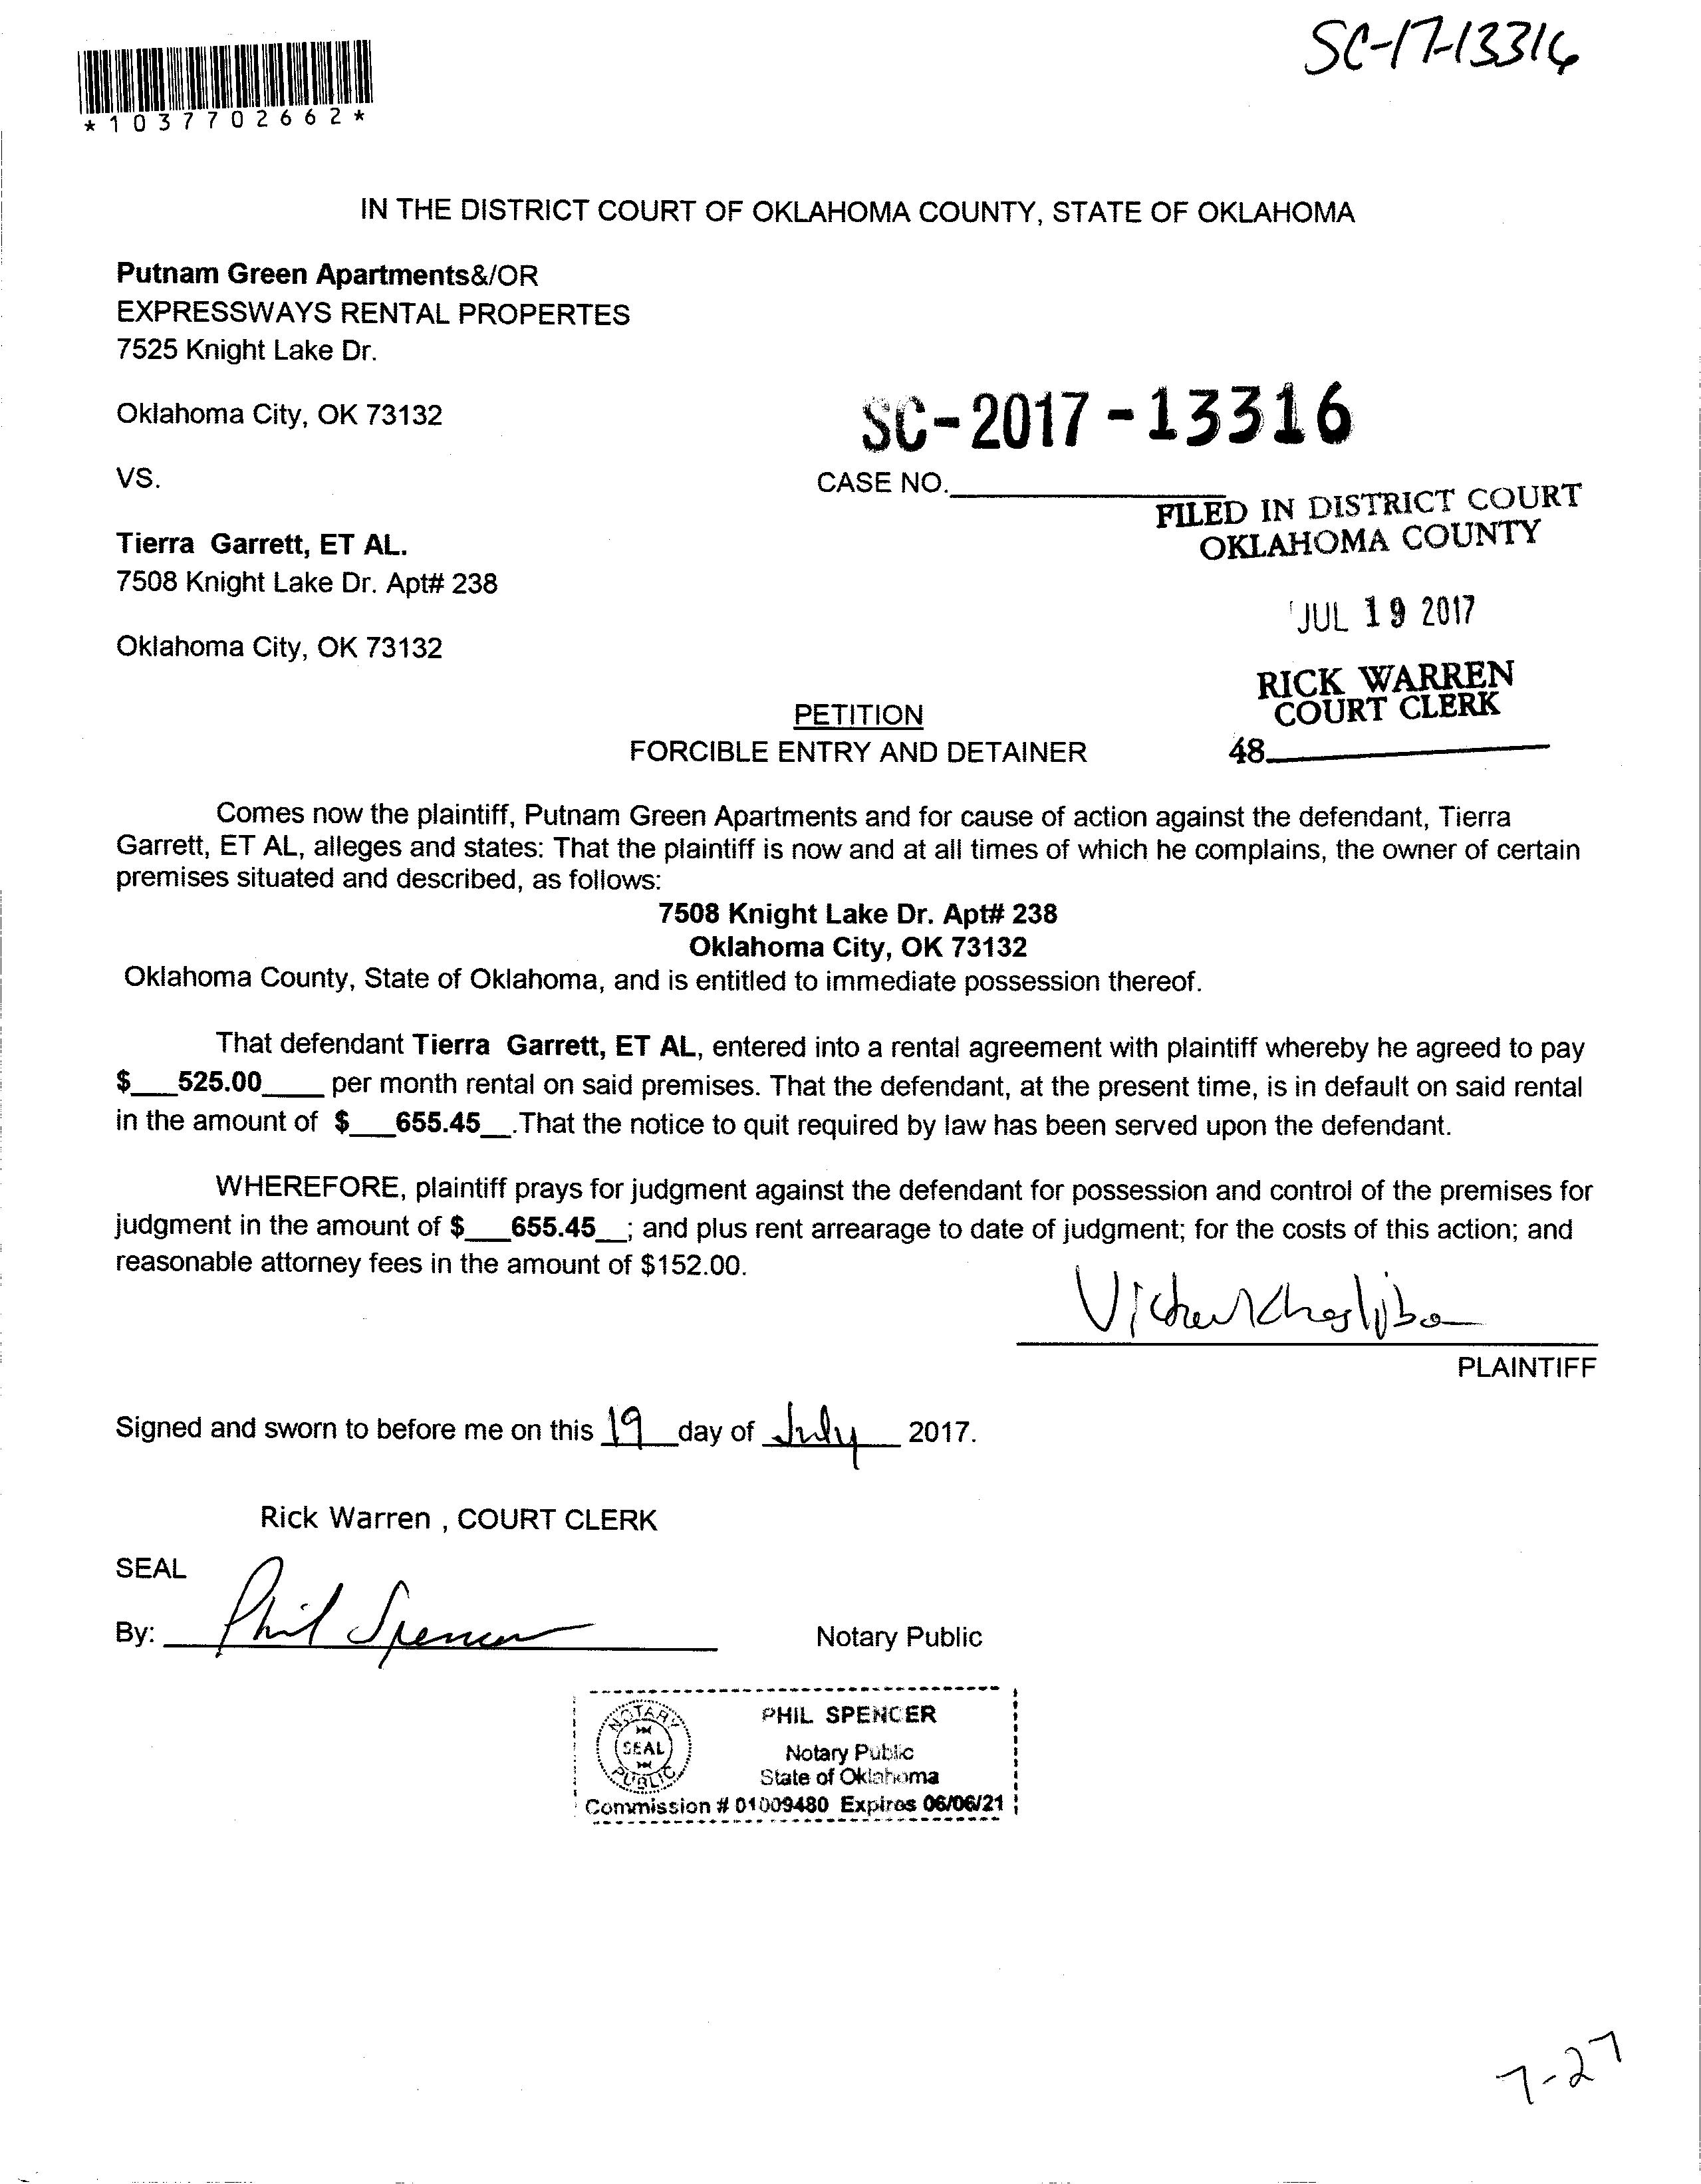 SC-17-13316
*1037702662*
IN THE DISTRICT COURT OF OKLAHOMA COUNTY, STATE OF OKLAHOMA
Putnam Green Apartments&/OR
EXPRESSWAYS RENTAL PROPERTES
7525 Knight Lake Dr.
Oklahoma City, OK 73132
SC-2017-13316
VS.
CASE NO.
FILED IN DISTRICT COURT
OKLAHOMA COUNTY
Tierra Garrett, ET AL.
7508 Knight Lake Dr. Apt# 238
JUL 19 2017
Oklahoma City, OK 73132
RICK WARREN
COURT CLERK
48
PETITION
FORCIBLE ENTRY AND DETAINER
Comes now the plaintiff, Putnam Green Apartments and for cause of action against the defendant, Tierra
Garrett, ET AL, alleges and states: That the plaintiff is now and at all times of which he complains, the owner of certain
premises situated and described, as follows:
7508 Knight Lake Dr. Apt# 238
Oklahoma City, OK 73132
Oklahoma County, State of Oklahoma, and is entitled to immediate possession thereof.
That defendant Tierra Garrett, ET AL, entered into a rental agreement with plaintiff whereby he agreed to pay
$___525.00____ per month rental on said premises. That the defendant, at the present time, is in default on said rental
in the amount of $___655.45__.That the notice to quit required by law has been served upon the defendant.
WHEREFORE, plaintiff prays for judgment against the defendant for possession and control of the premises for
judgment in the amount of $___655.45__; and plus rent arrearage to date of judgment; for the costs of this action; and
reasonable attorney fees in the amount of $152.00.
PLAINTIFF
Signed and sworn to before me on this 19 day of July 2017.
Rick Warren , COURT CLERK
SEAL
By: Phil Spencer
Notary Public
NOTARY
SEAL
PUBLIC
PHIL SPENCER
Notary Public
State of Oklahoma
Commission # 01009480 Expires 06/06/21
7-27